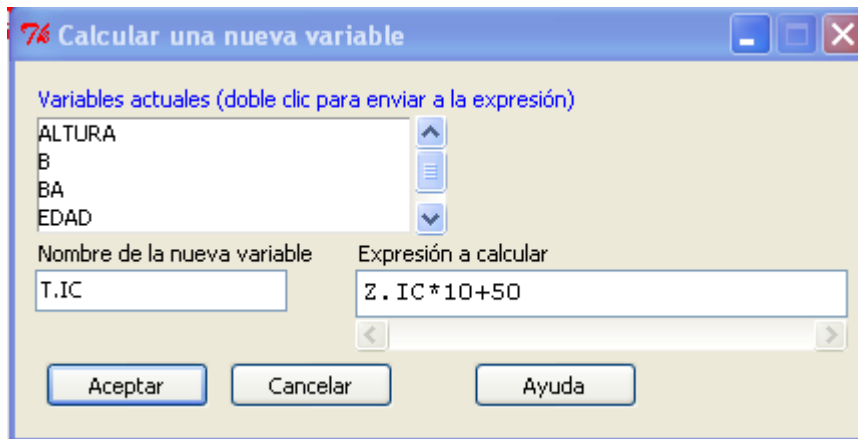 Calcular una nueva variable
Variables actuales (doble clic para enviar a la expresión)
ALTURA
B
BA
EDAD
Nombre de la nueva variable Expresión a calcular
T.IC Z.IC*10+50
Aceptar Cancelar Ayuda